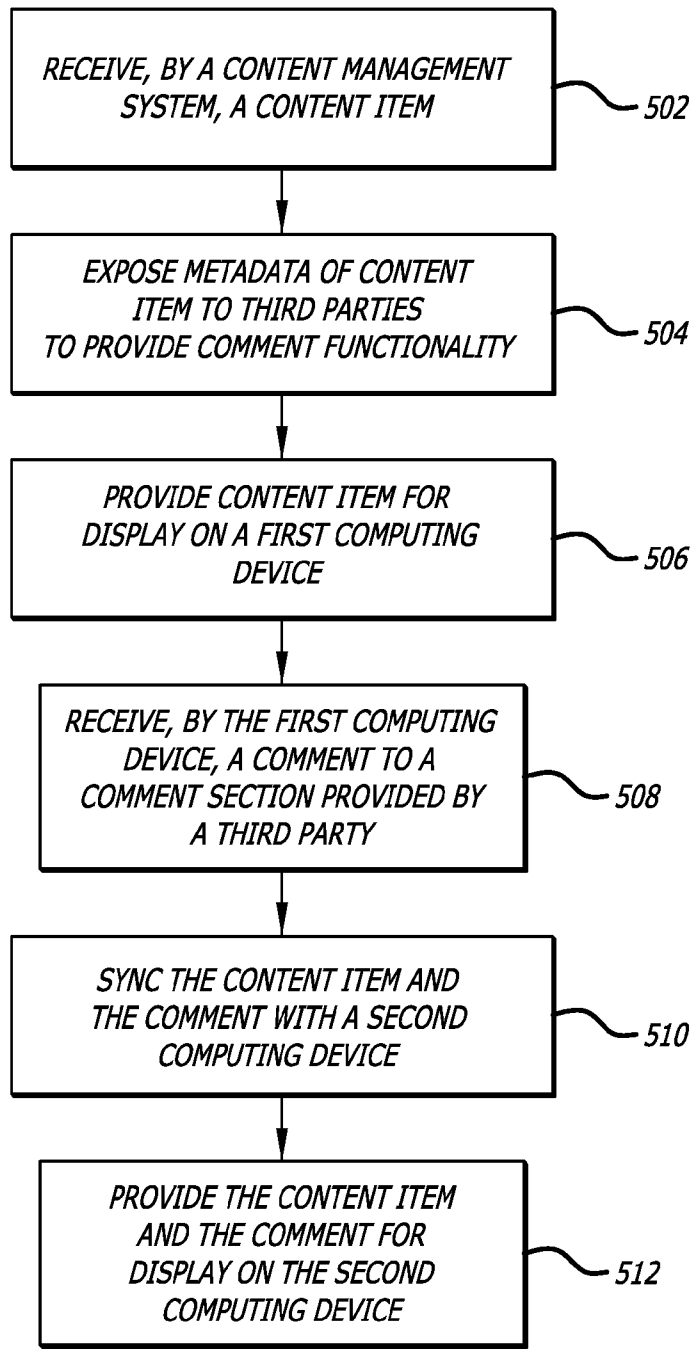 RECEIVE, BY A CONTENT MANAGEMENT
SYSTEM, A CONTENT ITEM
502
EXPOSE METADATA OF CONTENT
ITEM TO THIRD PARTIES
TO PROVIDE COMMENT FUNCTIONALITY
504
PROVIDE CONTENT ITEM FOR
DISPLAY ON A FIRST COMPUTING
DEVICE
506
RECEIVE, BY THE FIRST COMPUTING
DEVICE, A COMMENT TO A
COMMENT SECTION PROVIDED BY
A THIRD PARTY
508
SYNC THE CONTENT ITEM AND
THE COMMENT WITH A SECOND
COMPUTING DEVICE
510
PROVIDE THE CONTENT ITEM
AND THE COMMENT FOR
DISPLAY ON THE SECOND
COMPUTING DEVICE
512